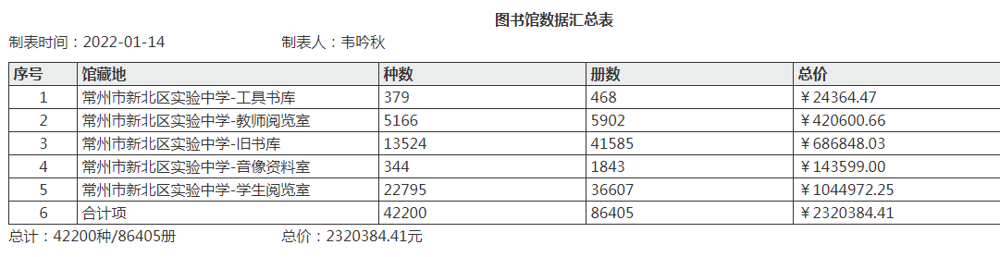 图书馆数据汇总表
制表时间：2022-01-14 制表人：韦吟秋
序号 馆藏地 种数 册数 总价
1 常州市新北区实验中学-工具书库 379 468 ￥24364.47
2 常州市新北区实验中学-教师阅览室 5166 5902 ￥420600.66
3 常州市新北区实验中学-旧书库 13524 41585 ￥686848.03
4 常州市新北区实验中学-音像资料室 344 1843 ￥143599.00
5 常州市新北区实验中学-学生阅览室 22795 36607 ￥1044972.25
6 合计项 42200 86405 ￥2320384.41
总计：42200种/86405册 总价：2320384.41元